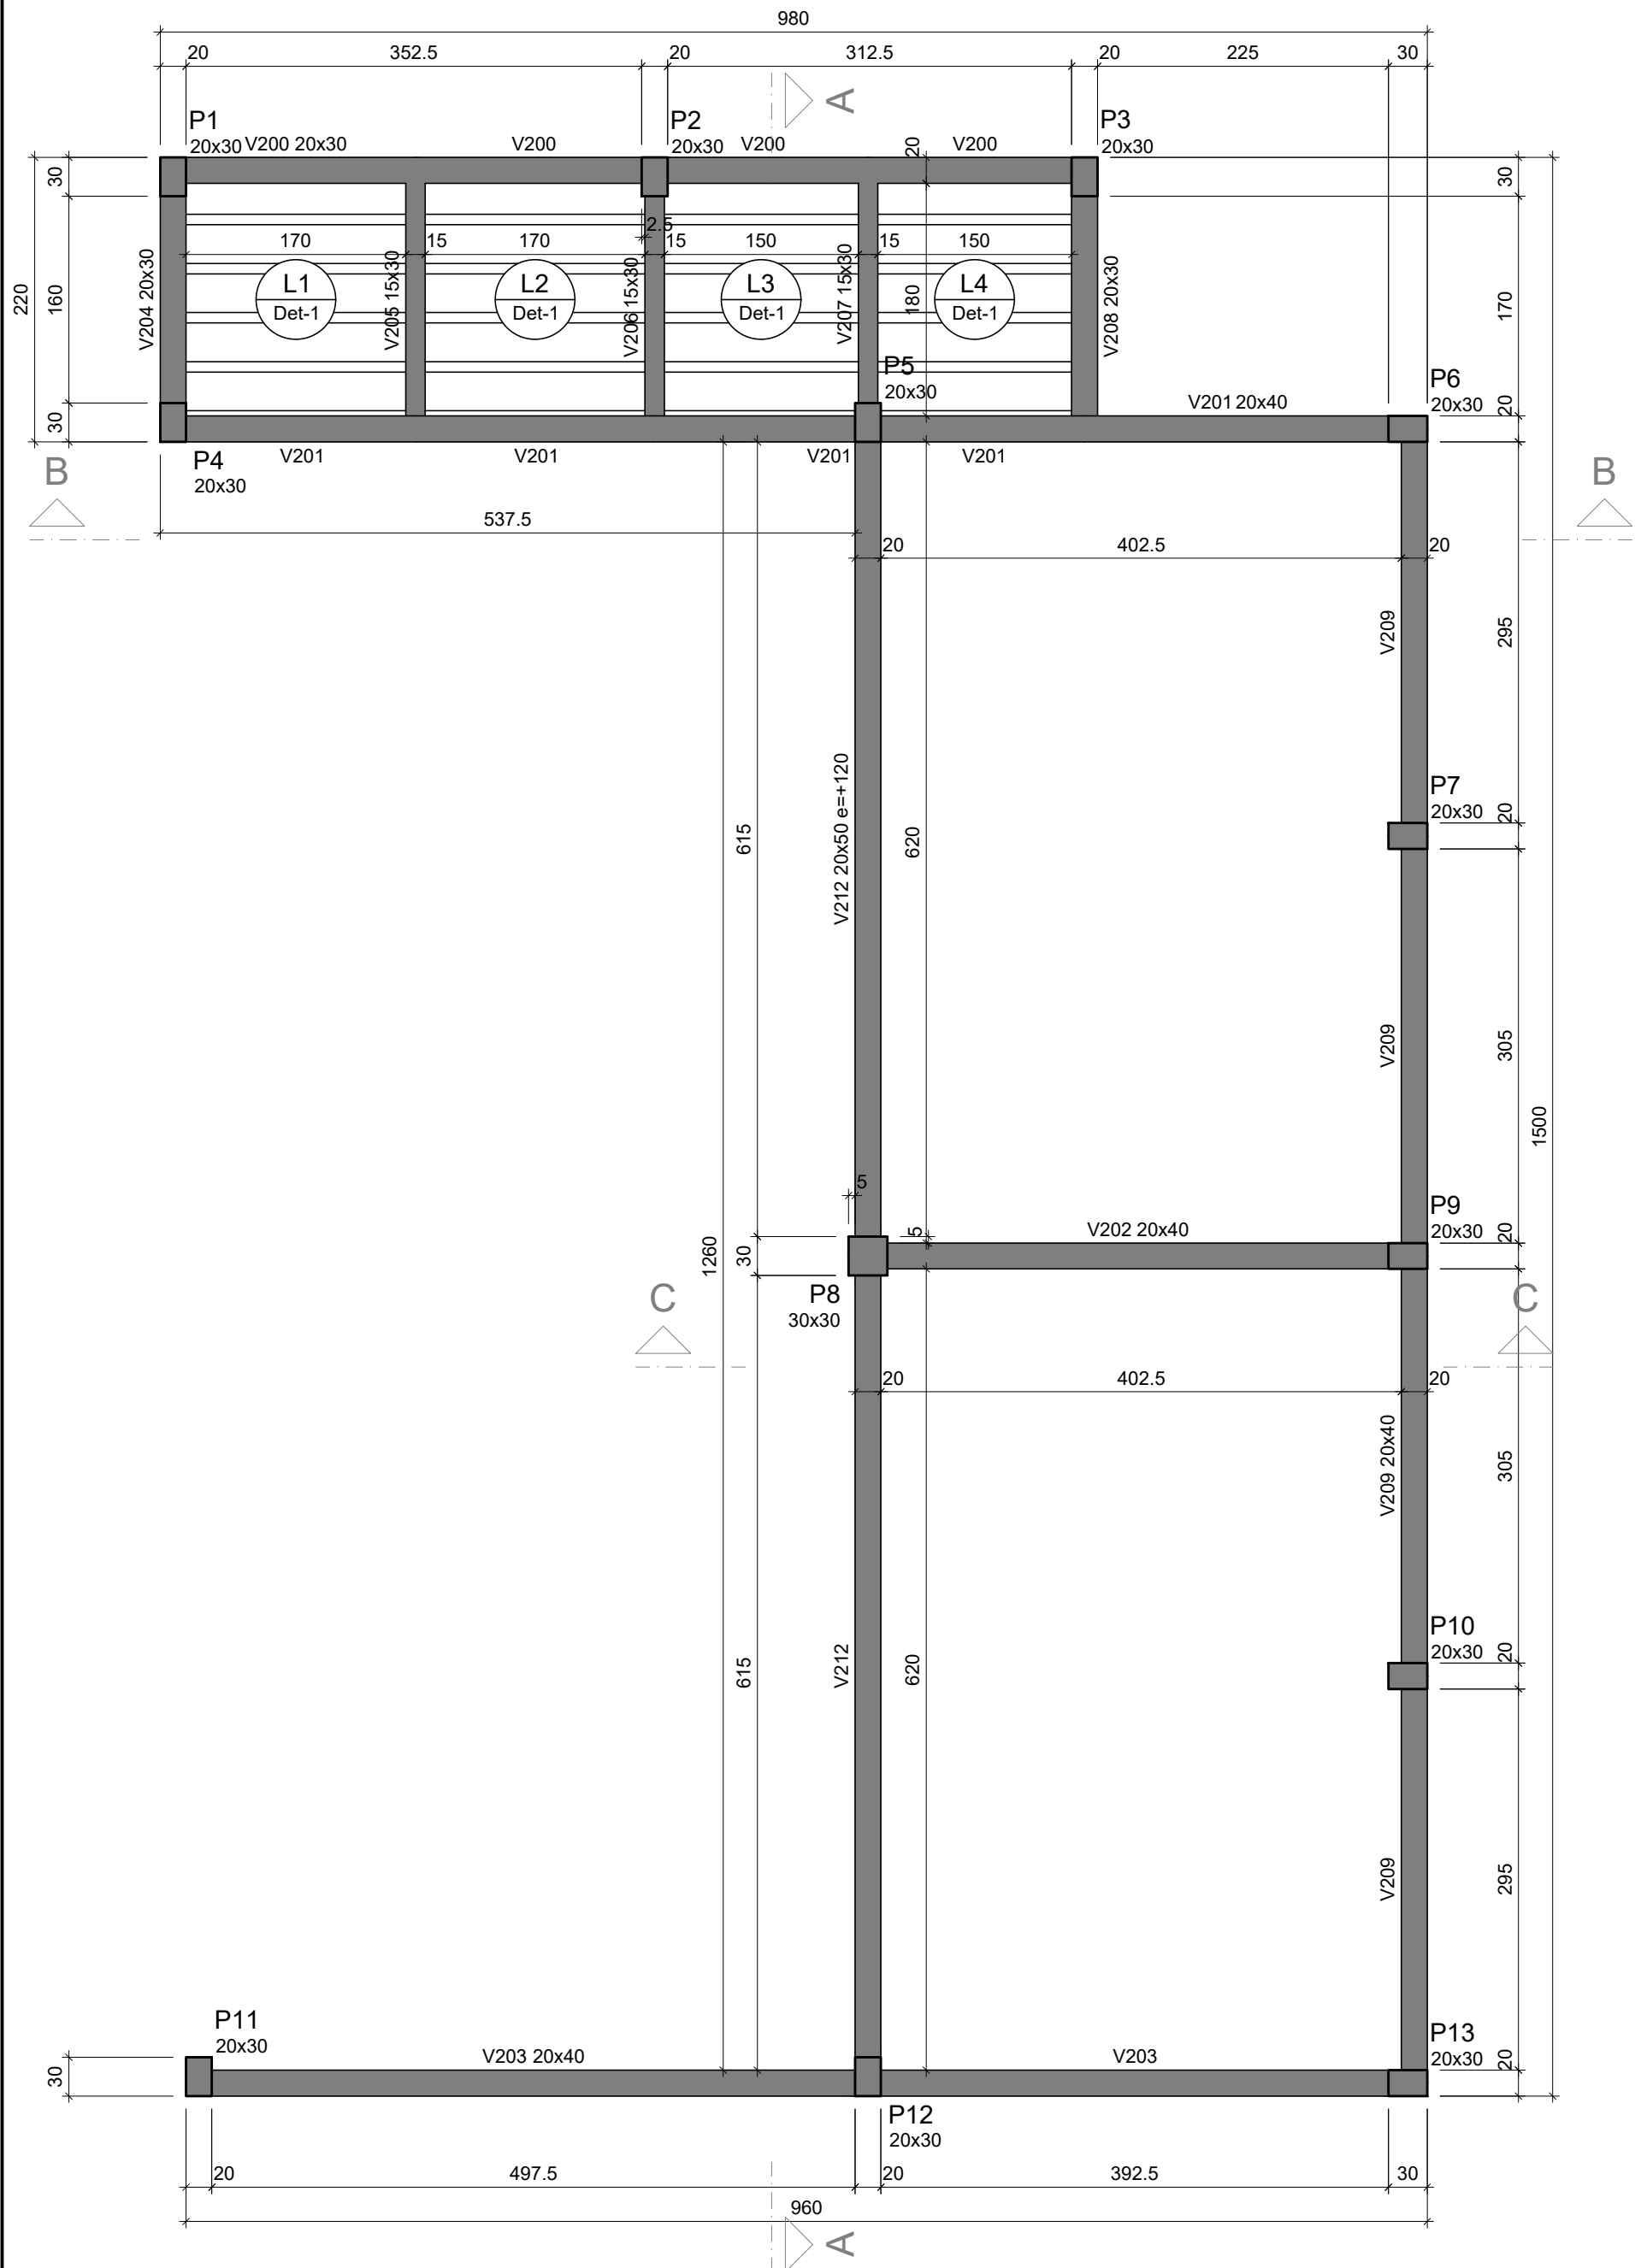 980
20 352.5 20 312.5 20 225 30
A
P1 P2 P3
20x30 V200 20x30 V200 20x30 V200 20 V200 20x30
30 30
2.5
170 15 170 15 150 15 150
220 160 V204 20x30 L1 V205 15x30 L2 V206 15x30 L3 V207 15x30 180 L4 V208 20x30 170
Det-1 Det-1 Det-1 Det-1
P5
20x30
P6
V201 20x40 20x30 20
30
V201 V201 V201 V201
P4
20x30
B B
537.5
20 402.5 20
V209 295
P7
20x30 20
615 V212 20x50 e=+120 620
V209 305
1500
5
P9
5 V202 20x40 20x30 20
1260 30
P8
30x30
C C
20 402.5 20
V209 20x40 305
P10
20x30 20
615 V212 620
V209 295
P11
20x30
P13
20x30 20
V203 20x40 V203
30
P12
20x30
20 497.5 20 392.5 30
960
A